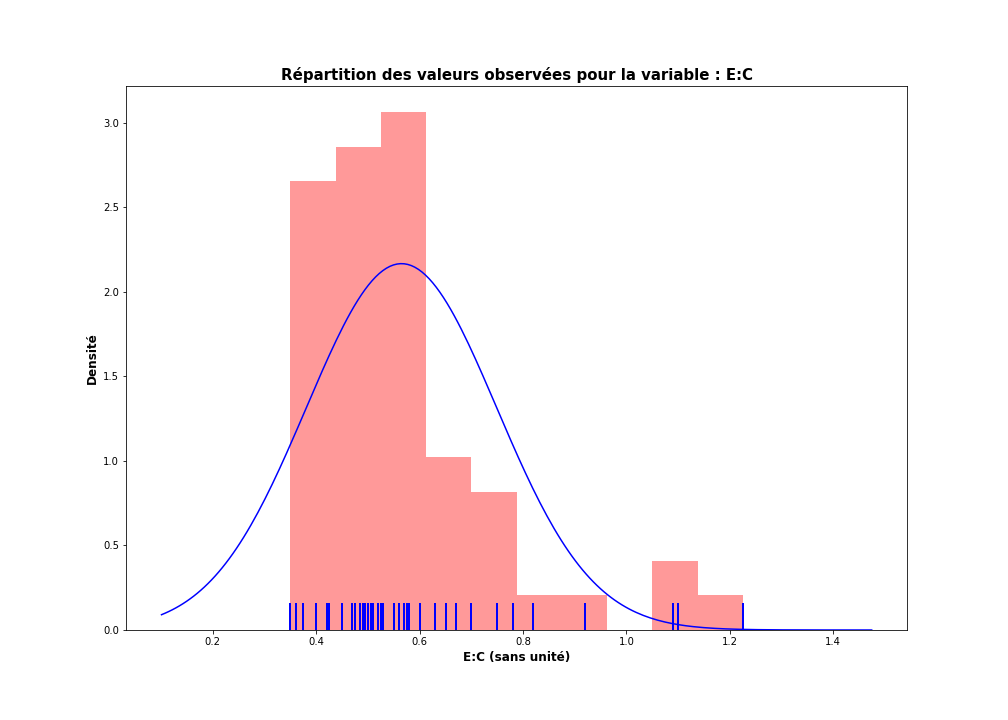 Répartition des valeurs observées pour la variable : E:C
3.0
2.5
2.0
1.5
1.0
0.5
0.0
Densité
0.2 0.4 0.6 0.8 1.0 1.2 1.4
E:C (sans unité)